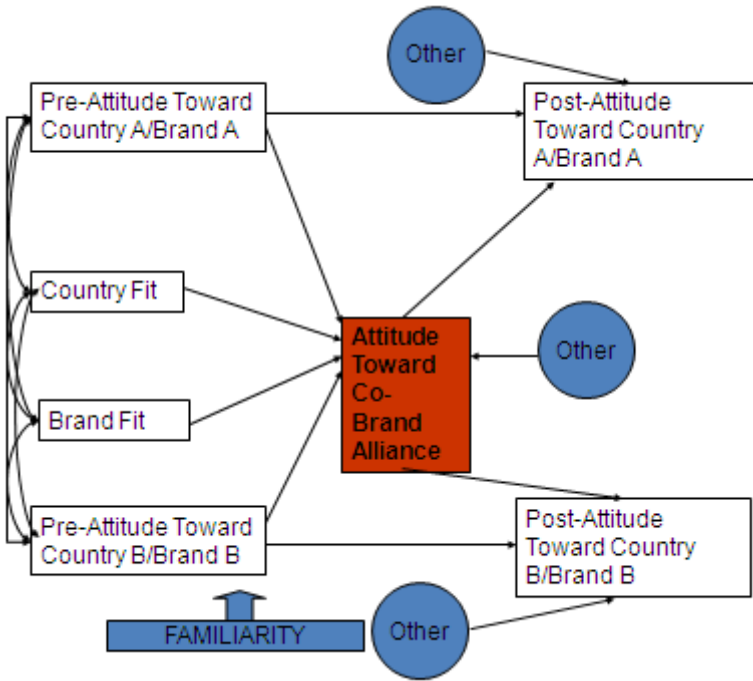 Other
Pre-Attitude Toward
Country A/Brand A
Post-Attitude
Toward Country
A/Brand A
Country Fit
Attitude
Toward
Co-
Brand
Alliance
Other
Brand Fit
Pre-Attitude Toward
Country B/Brand B
Post-Attitude
Toward Country
B/Brand B
FAMILIARITY
Other